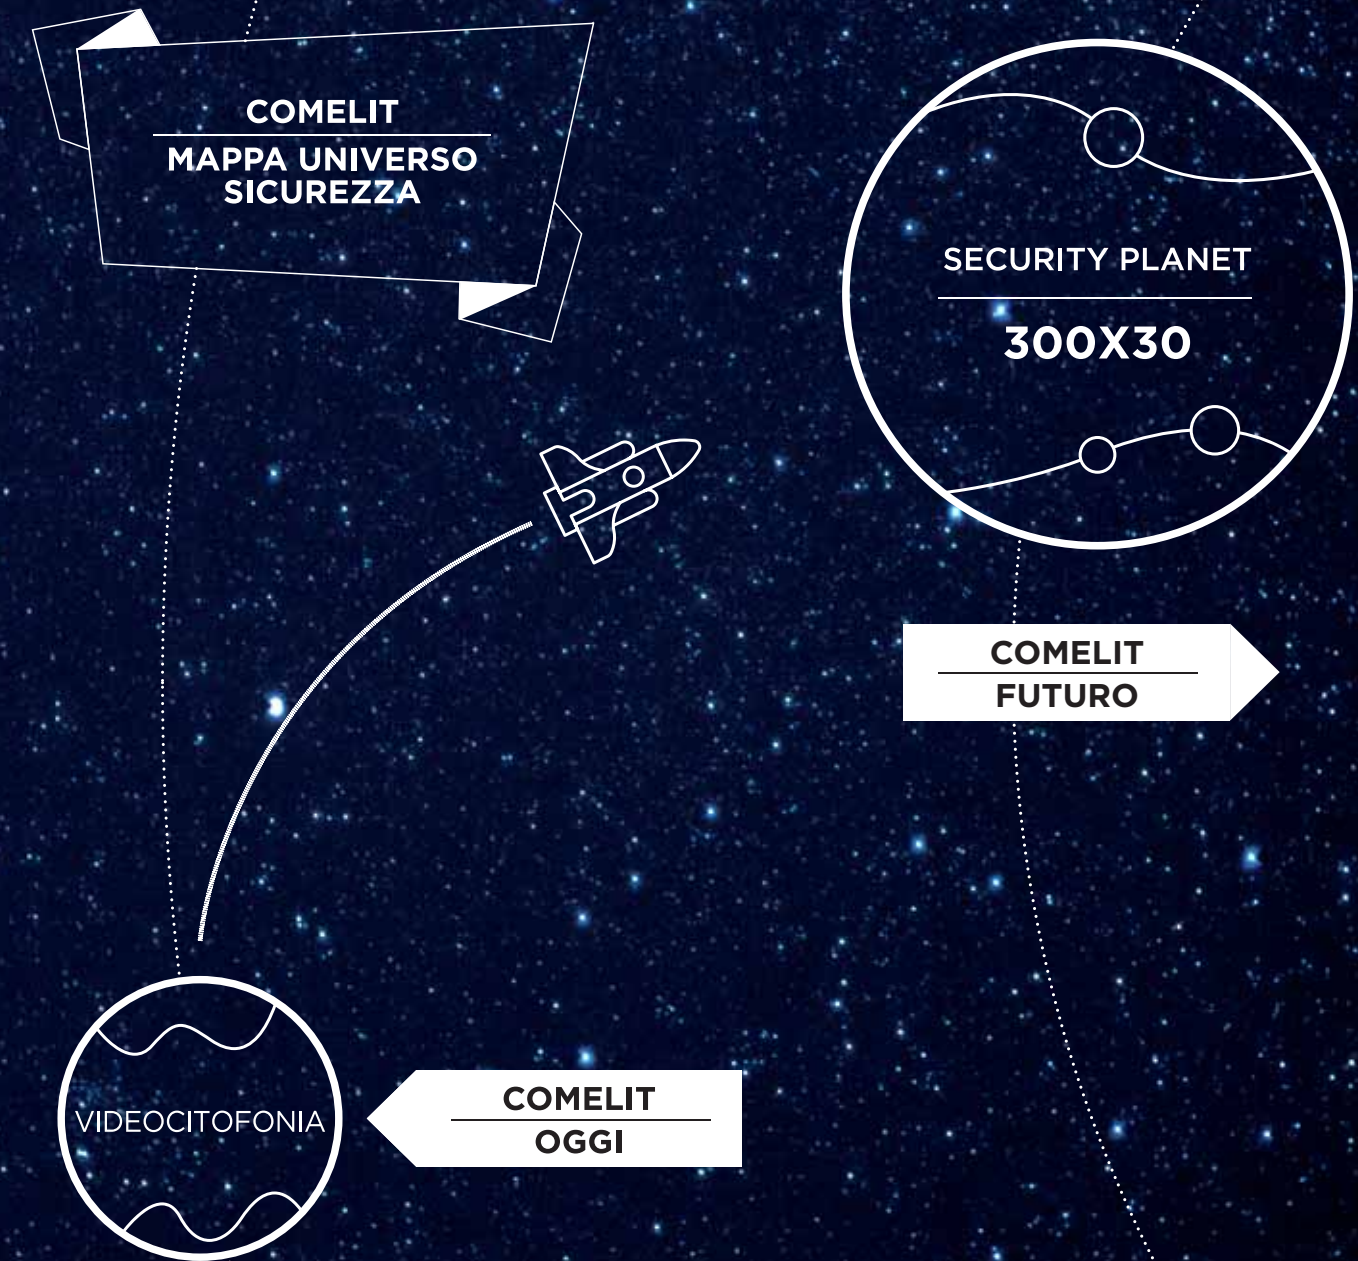 COMELIT
MAPPA UNIVERSO
SICUREZZA
SECURITY PLANET
300X30
COMELIT
FUTURO
VIDEOCITOFONIA
COMELIT
OGGI